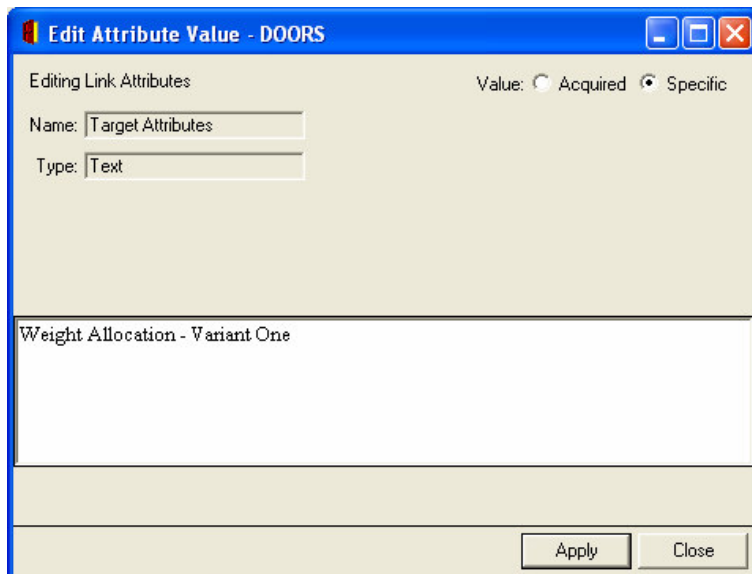 Edit Attribute Value - DOORS
Editing Link Attributes
Value: Acquired Specific
Name: Target Attributes
Type: Text
Weight Allocation - Variant One
Apply Close